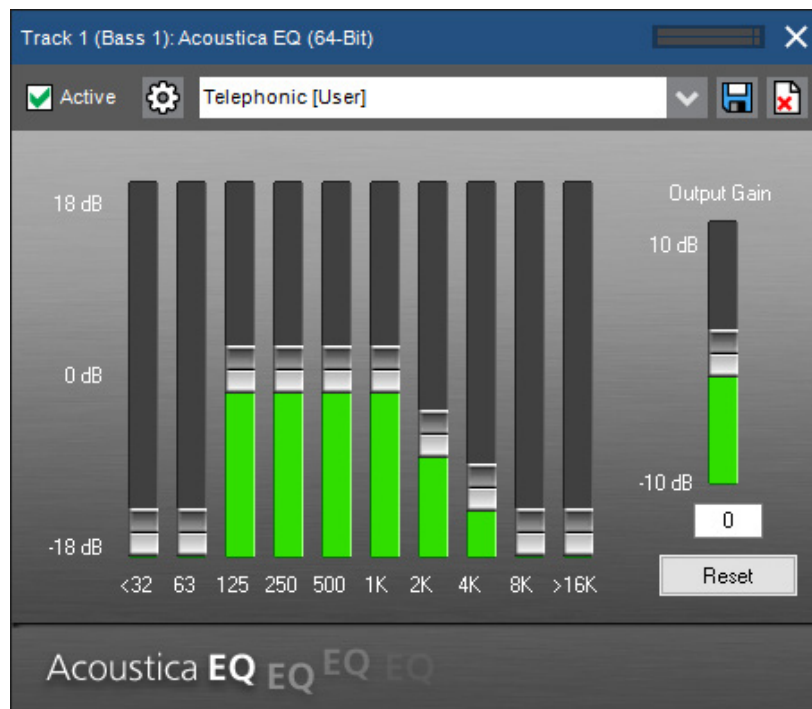 Track 1 (Bass 1): Acoustica EQ (64-Bit)
Active
Telephonic [User]
Output Gain
18 dB
10 dB
0 dB
-10 dB
-18 dB
0
<32 63 125 250 500 1K 2K 4K 8K >16K
Reset
Acoustica EQ EQ EQ EQ